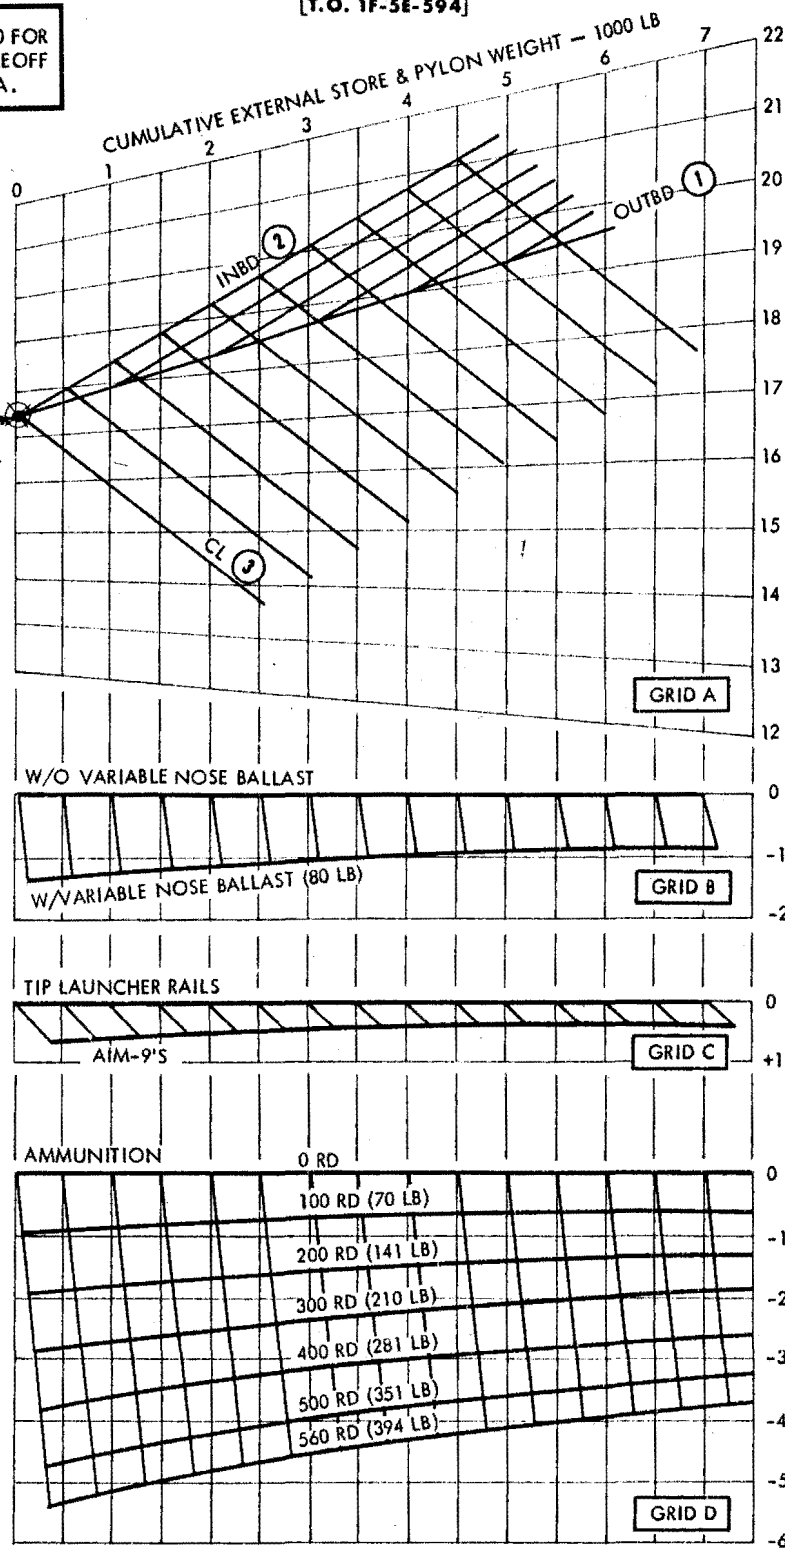 [T.O. 1F-5E-594]
FOR
EOFF
A.
CUMULATIVE EXTERNAL STORE & PYLON WEIGHT – 1000 LB
0 1 2 3 4 5 6 7
22
21
20
19
18
17
16
15
14
13
12
OUTBD 1
INBD 2
CL 3
GRID A
W/O VARIABLE NOSE BALLAST
W/VARIABLE NOSE BALLAST (80 LB)
0
-1
-2
GRID B
TIP LAUNCHER RAILS
AIM-9'S
0
+1
GRID C
AMMUNITION
0 RD
100 RD (70 LB)
200 RD (141 LB)
300 RD (210 LB)
400 RD (281 LB)
500 RD (351 LB)
560 RD (394 LB)
0
-1
-2
-3
-4
-5
-6
GRID D